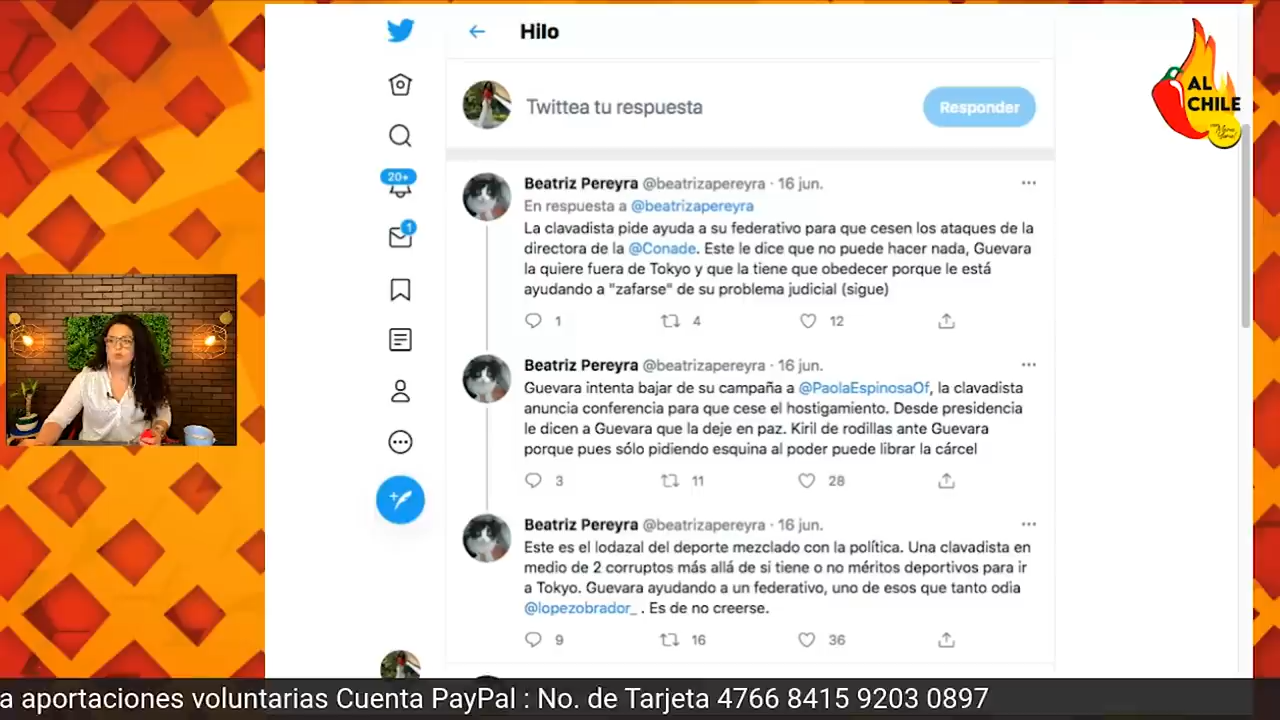 Hilo
Twittea tu respuesta
Responder
AL
CHILE
20+
1
Beatriz Pereyra @beatrizapereyra · 16 jun.
En respuesta a @beatrizapereyra
La clavadista pide ayuda a su federativo para que cesen los ataques de la
directora de la @Conade. Este le dice que no puede hacer nada, Guevara
la quiere fuera de Tokyo y que la tiene que obedecer porque le está
ayudando a "zafarse" de su problema judicial (sigue)
1 4 12
Beatriz Pereyra @beatrizapereyra · 16 jun.
Guevara intenta bajar de su campaña a @PaolaEspinosaOf, la clavadista
anuncia conferencia para que cese el hostigamiento. Desde presidencia
le dicen a Guevara que la deje en paz. Kiril de rodillas ante Guevara
porque pues sólo pidiendo esquina al poder puede librar la cárcel
3 11 28
Beatriz Pereyra @beatrizapereyra · 16 jun.
Este es el lodazal del deporte mezclado con la política. Una clavadista en
medio de 2 corruptos más allá de si tiene o no méritos deportivos para ir
a Tokyo. Guevara ayudando a un federativo, uno de esos que tanto odia
@lopezobrador_ . Es de no creerse.
9 16 36
a aportaciones voluntarias Cuenta PayPal : No. de Tarjeta 4766 8415 9203 0897